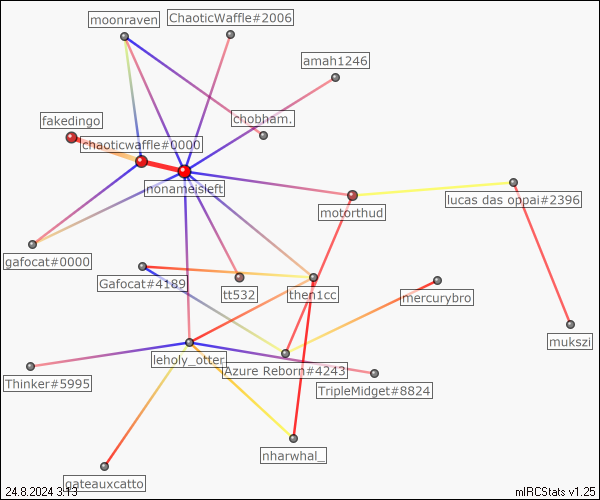 moonraven
ChaoticWaffle#2006
amah1246
fakedingo
chobham.
chaoticwaffle#0000
nonameisleft
motorthud
lucas das oppai#2396
gafocat#0000
Gafocat#4189
tt532
then1cc
mercurybro
mukszi
leholy_otter
Azure Reborn#4243
Thinker#5995
TripleMidget#8824
nharwhal_
gateauxcatto
24.8.2024 3:13
mIRCStats v1.25